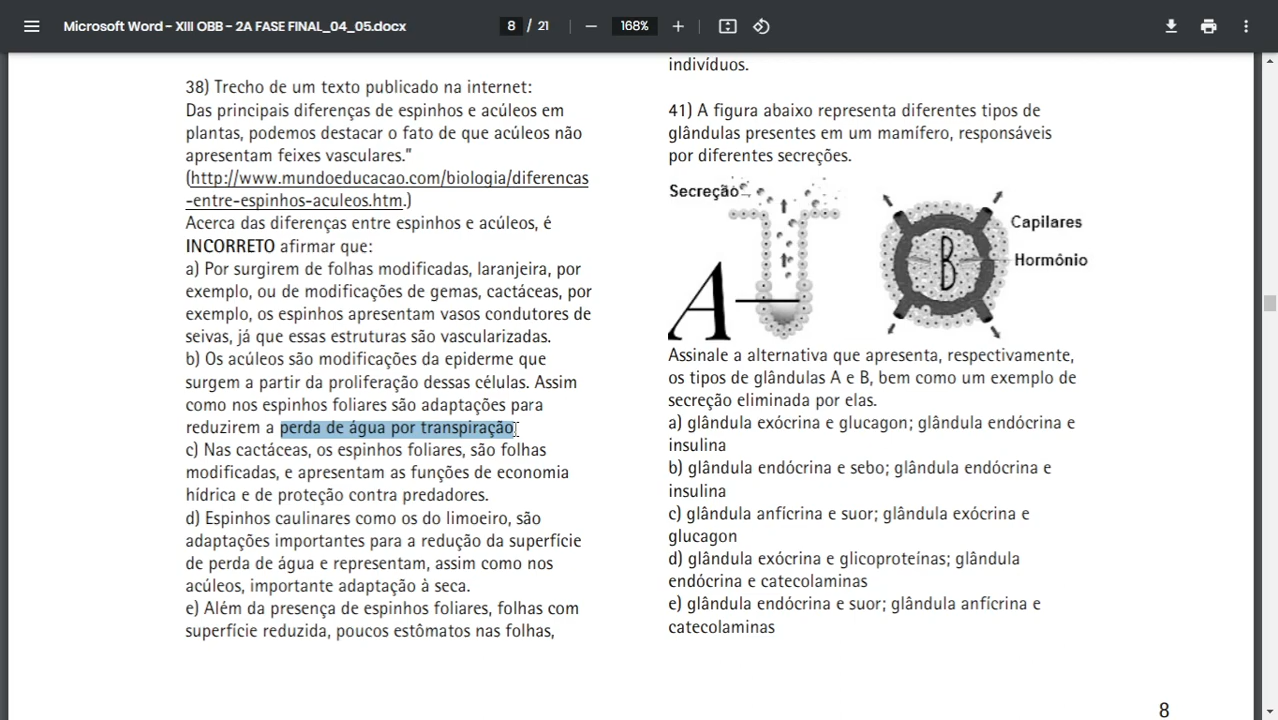 Microsoft Word - XIII OBB - 2A FASE FINAL_04_05.docx
8 / 21
168%
38) Trecho de um texto publicado na internet:
Das principais diferenças de espinhos e acúleos em
plantas, podemos destacar o fato de que acúleos não
apresentam feixes vasculares.”
(http://www.mundoeducacao.com/biologia/diferencas
-entre-espinhos-aculeos.htm.)
Acerca das diferenças entre espinhos e acúleos, é
INCORRETO afirmar que:
a) Por surgirem de folhas modificadas, laranjeira, por
exemplo, ou de modificações de gemas, cactáceas, por
exemplo, os espinhos apresentam vasos condutores de
seivas, já que essas estruturas são vascularizadas.
b) Os acúleos são modificações da epiderme que
surgem a partir da proliferação dessas células. Assim
como nos espinhos foliares são adaptações para
reduzirem a perda de água por transpiração
c) Nas cactáceas, os espinhos foliares, são folhas
modificadas, e apresentam as funções de economia
hídrica e de proteção contra predadores.
d) Espinhos caulinares como os do limoeiro, são
adaptações importantes para a redução da superfície
de perda de água e representam, assim como nos
acúleos, importante adaptação à seca.
e) Além da presença de espinhos foliares, folhas com
superfície reduzida, poucos estômatos nas folhas,
indivíduos.
41) A figura abaixo representa diferentes tipos de
glândulas presentes em um mamífero, responsáveis
por diferentes secreções.
Secreção
A
B
Capilares
Hormônio
Assinale a alternativa que apresenta, respectivamente,
os tipos de glândulas A e B, bem como um exemplo de
secreção eliminada por elas.
a) glândula exócrina e glucagon; glândula endócrina e
insulina
b) glândula endócrina e sebo; glândula endócrina e
insulina
c) glândula anfícrina e suor; glândula exócrina e
glucagon
d) glândula exócrina e glicoproteínas; glândula
endócrina e catecolaminas
e) glândula endócrina e suor; glândula anfícrina e
catecolaminas
8